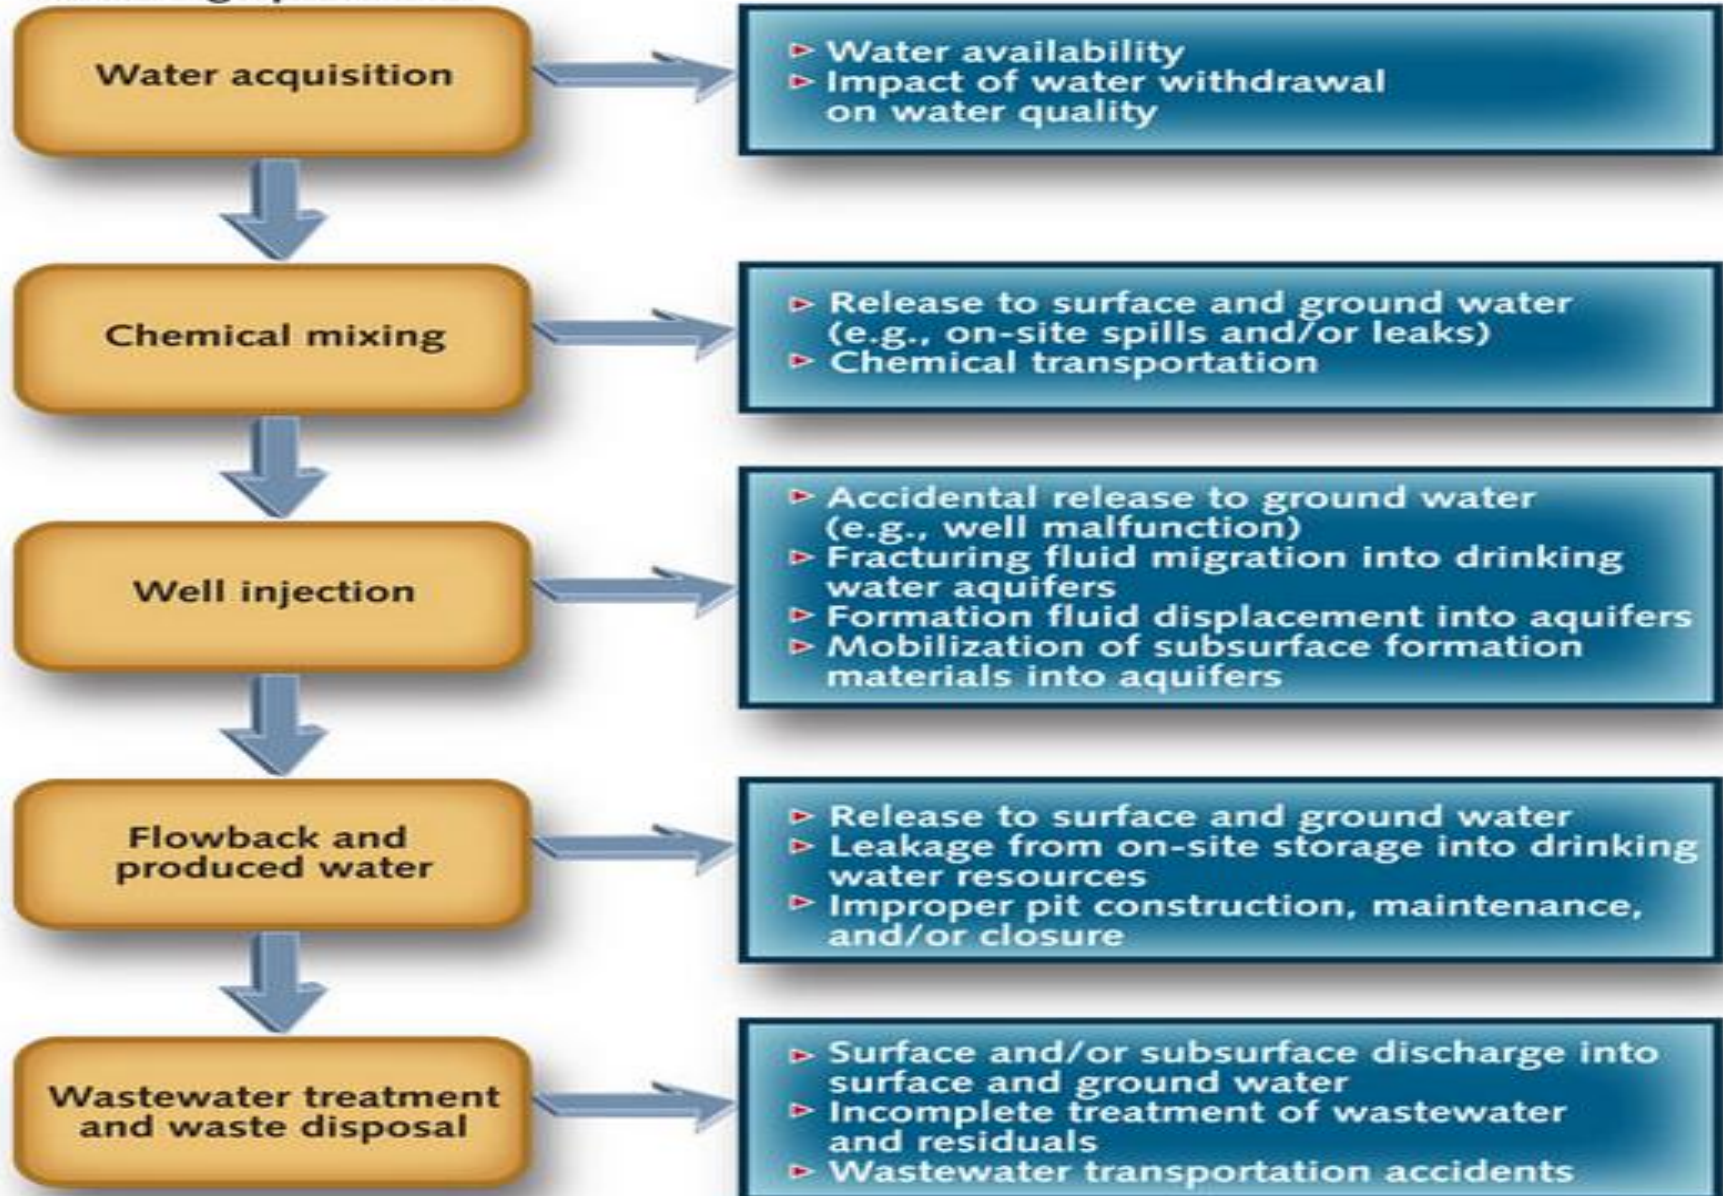 Water acquisition
► Water availability
► Impact of water withdrawal
on water quality
Chemical mixing
► Release to surface and ground water
(e.g., on-site spills and/or leaks)
► Chemical transportation
Well injection
► Accidental release to ground water
(e.g., well malfunction)
► Fracturing fluid migration into drinking
water aquifers
► Formation fluid displacement into aquifers
► Mobilization of subsurface formation
materials into aquifers
Flowback and
produced water
► Release to surface and ground water
► Leakage from on-site storage into drinking
water resources
► Improper pit construction, maintenance,
and/or closure
Wastewater treatment
and waste disposal
► Surface and/or subsurface discharge into
surface and ground water
► Incomplete treatment of wastewater
and residuals
► Wastewater transportation accidents